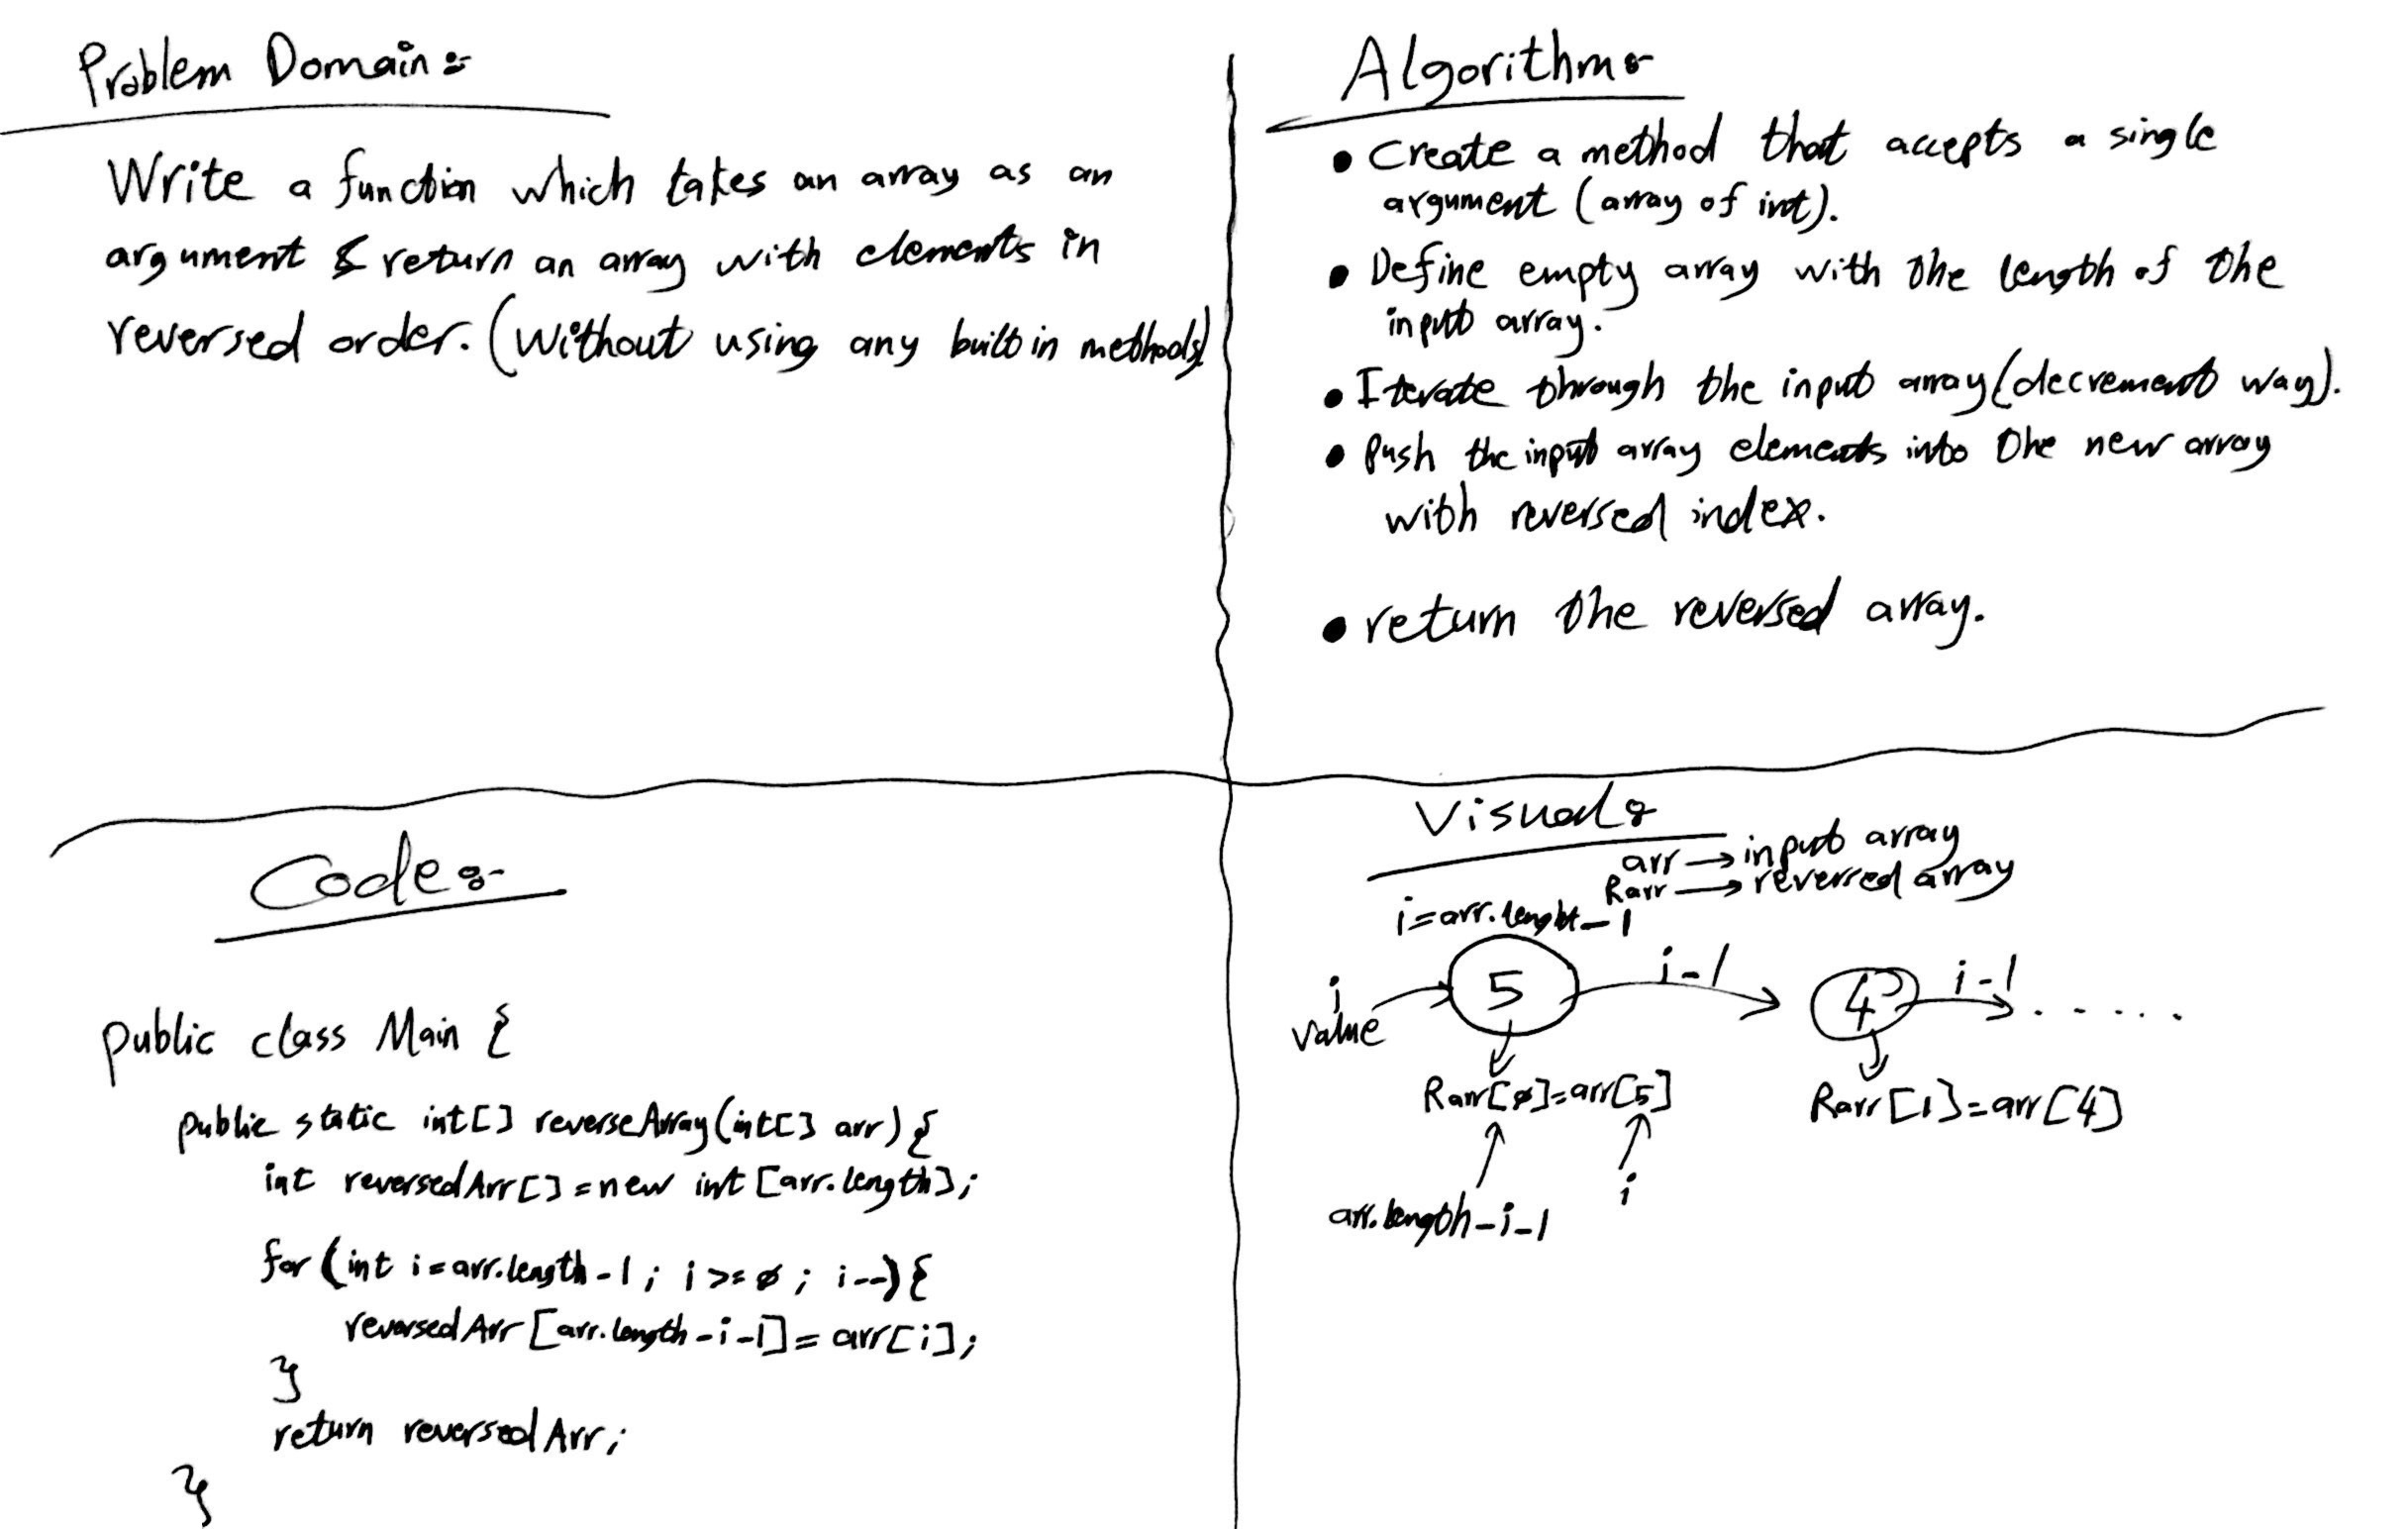 Problem Domain:-
Write a function which takes an array as an
argument & return an array with elements in
reversed order. (Without using any built in methods)
Algorithm:-
• Create a method that accepts a single
argument (array of int).
• Define empty array with the length of the
input array.
• Iterate through the input array (decrement way).
• Push the input array elements into the new array
with reversed index.
• return the reversed array.
Code:-
public class Main {
public static int[] reverseArray(int[] arr) {
int reversedArr[] = new int [arr.length];
for (int i = arr.length - 1 ; i >= 0 ; i--) {
reversedArr [arr.length - i - 1] = arr[i];
}
return reversedArr;
}
Visual:
arr → input array
Rarr → reversed array
i = arr.lenght - 1
i value → 5 i-1 → 4 i-1 → . . . . .
Rarr[0] = arr[5] Rarr[1] = arr[4]
arr.length - i - 1 i